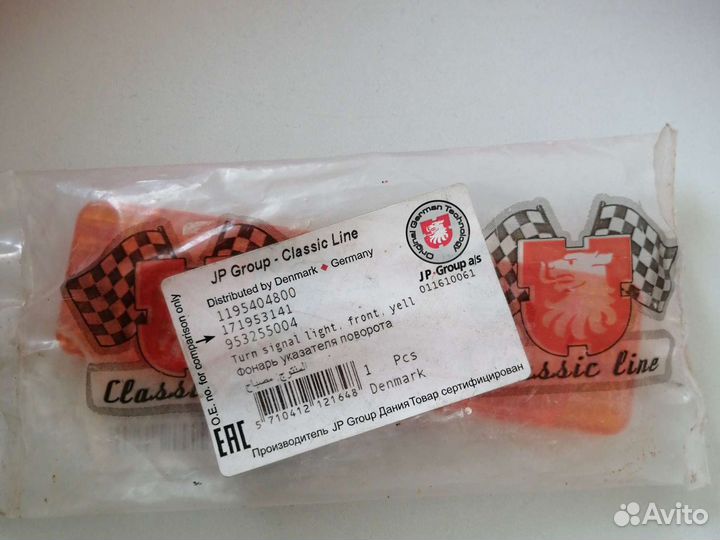 JP Group - Classic Line
Distributed by Denmark ♦ Germany
O.E. no. for comparison only
1195404800
171953141
953255004
Turn signal light, front, yell
Фонарь указателя поворота
1 Pcs
Denmark
5 710412 121648
EAC
Производитель JP Group Дания Товар сертифицирован
Original German Technology
JP Group a/s
011610061
Classic line
Avito